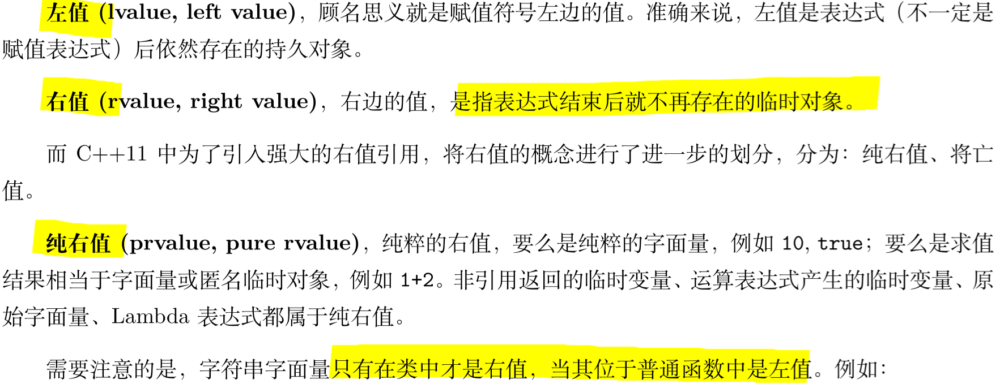 左值 (lvalue, left value)，顾名思义就是赋值符号左边的值。准确来说，左值是表达式（不一定是
赋值表达式）后依然存在的持久对象。
右值 (rvalue, right value)，右边的值，是指表达式结束后就不再存在的临时对象。
而 C++11 中为了引入强大的右值引用，将右值的概念进行了进一步的划分，分为：纯右值、将亡
值。
纯右值 (prvalue, pure rvalue)，纯粹的右值，要么是纯粹的字面量，例如 10, true；要么是求值
结果相当于字面量或匿名临时对象，例如 1+2。非引用返回的临时变量、运算表达式产生的临时变量、原
始字面量、Lambda 表达式都属于纯右值。
需要注意的是，字符串字面量只有在类中才是右值，当其位于普通函数中是左值。例如：